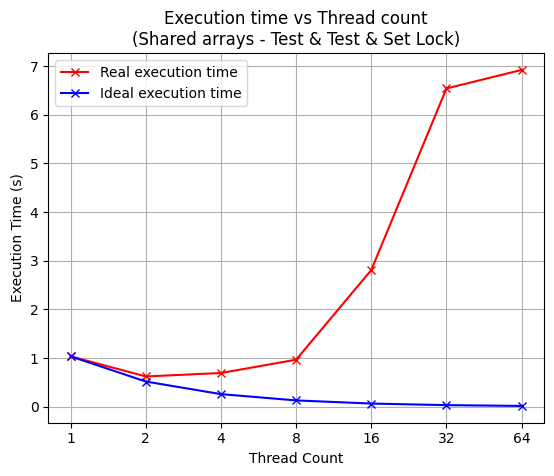 Execution time vs Thread count
(Shared arrays - Test & Test & Set Lock)
Real execution time
Ideal execution time
Execution Time (s)
7
6
5
4
3
2
1
0
1 2 4 8 16 32 64
Thread Count